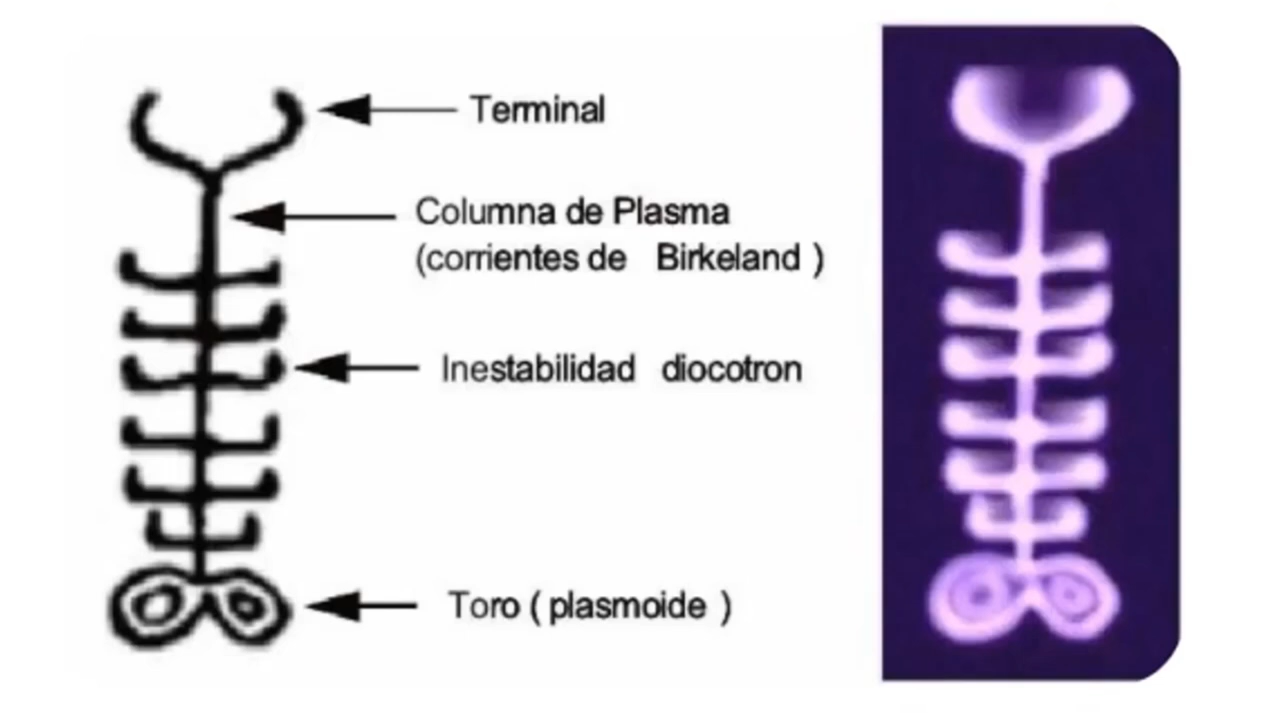 Terminal
Columna de Plasma
(corrientes de Birkeland )
Inestabilidad diocotron
Toro ( plasmoide )